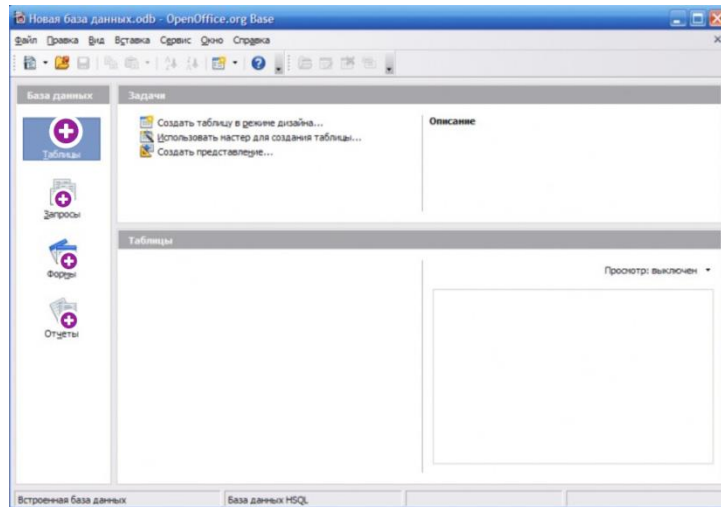 Новая база данных.odb - OpenOffice.org Base
Файл Правка Вид Вставка Сервис Окно Справка
База данных
Задачи
Таблицы
Запросы
Формы
Отчеты
Создать таблицу в режиме дизайна...
Использовать мастер для создания таблицы...
Создать представление...
Описание
Таблицы
Просмотр: выключен
Встроенная база данных
База данных HSQL